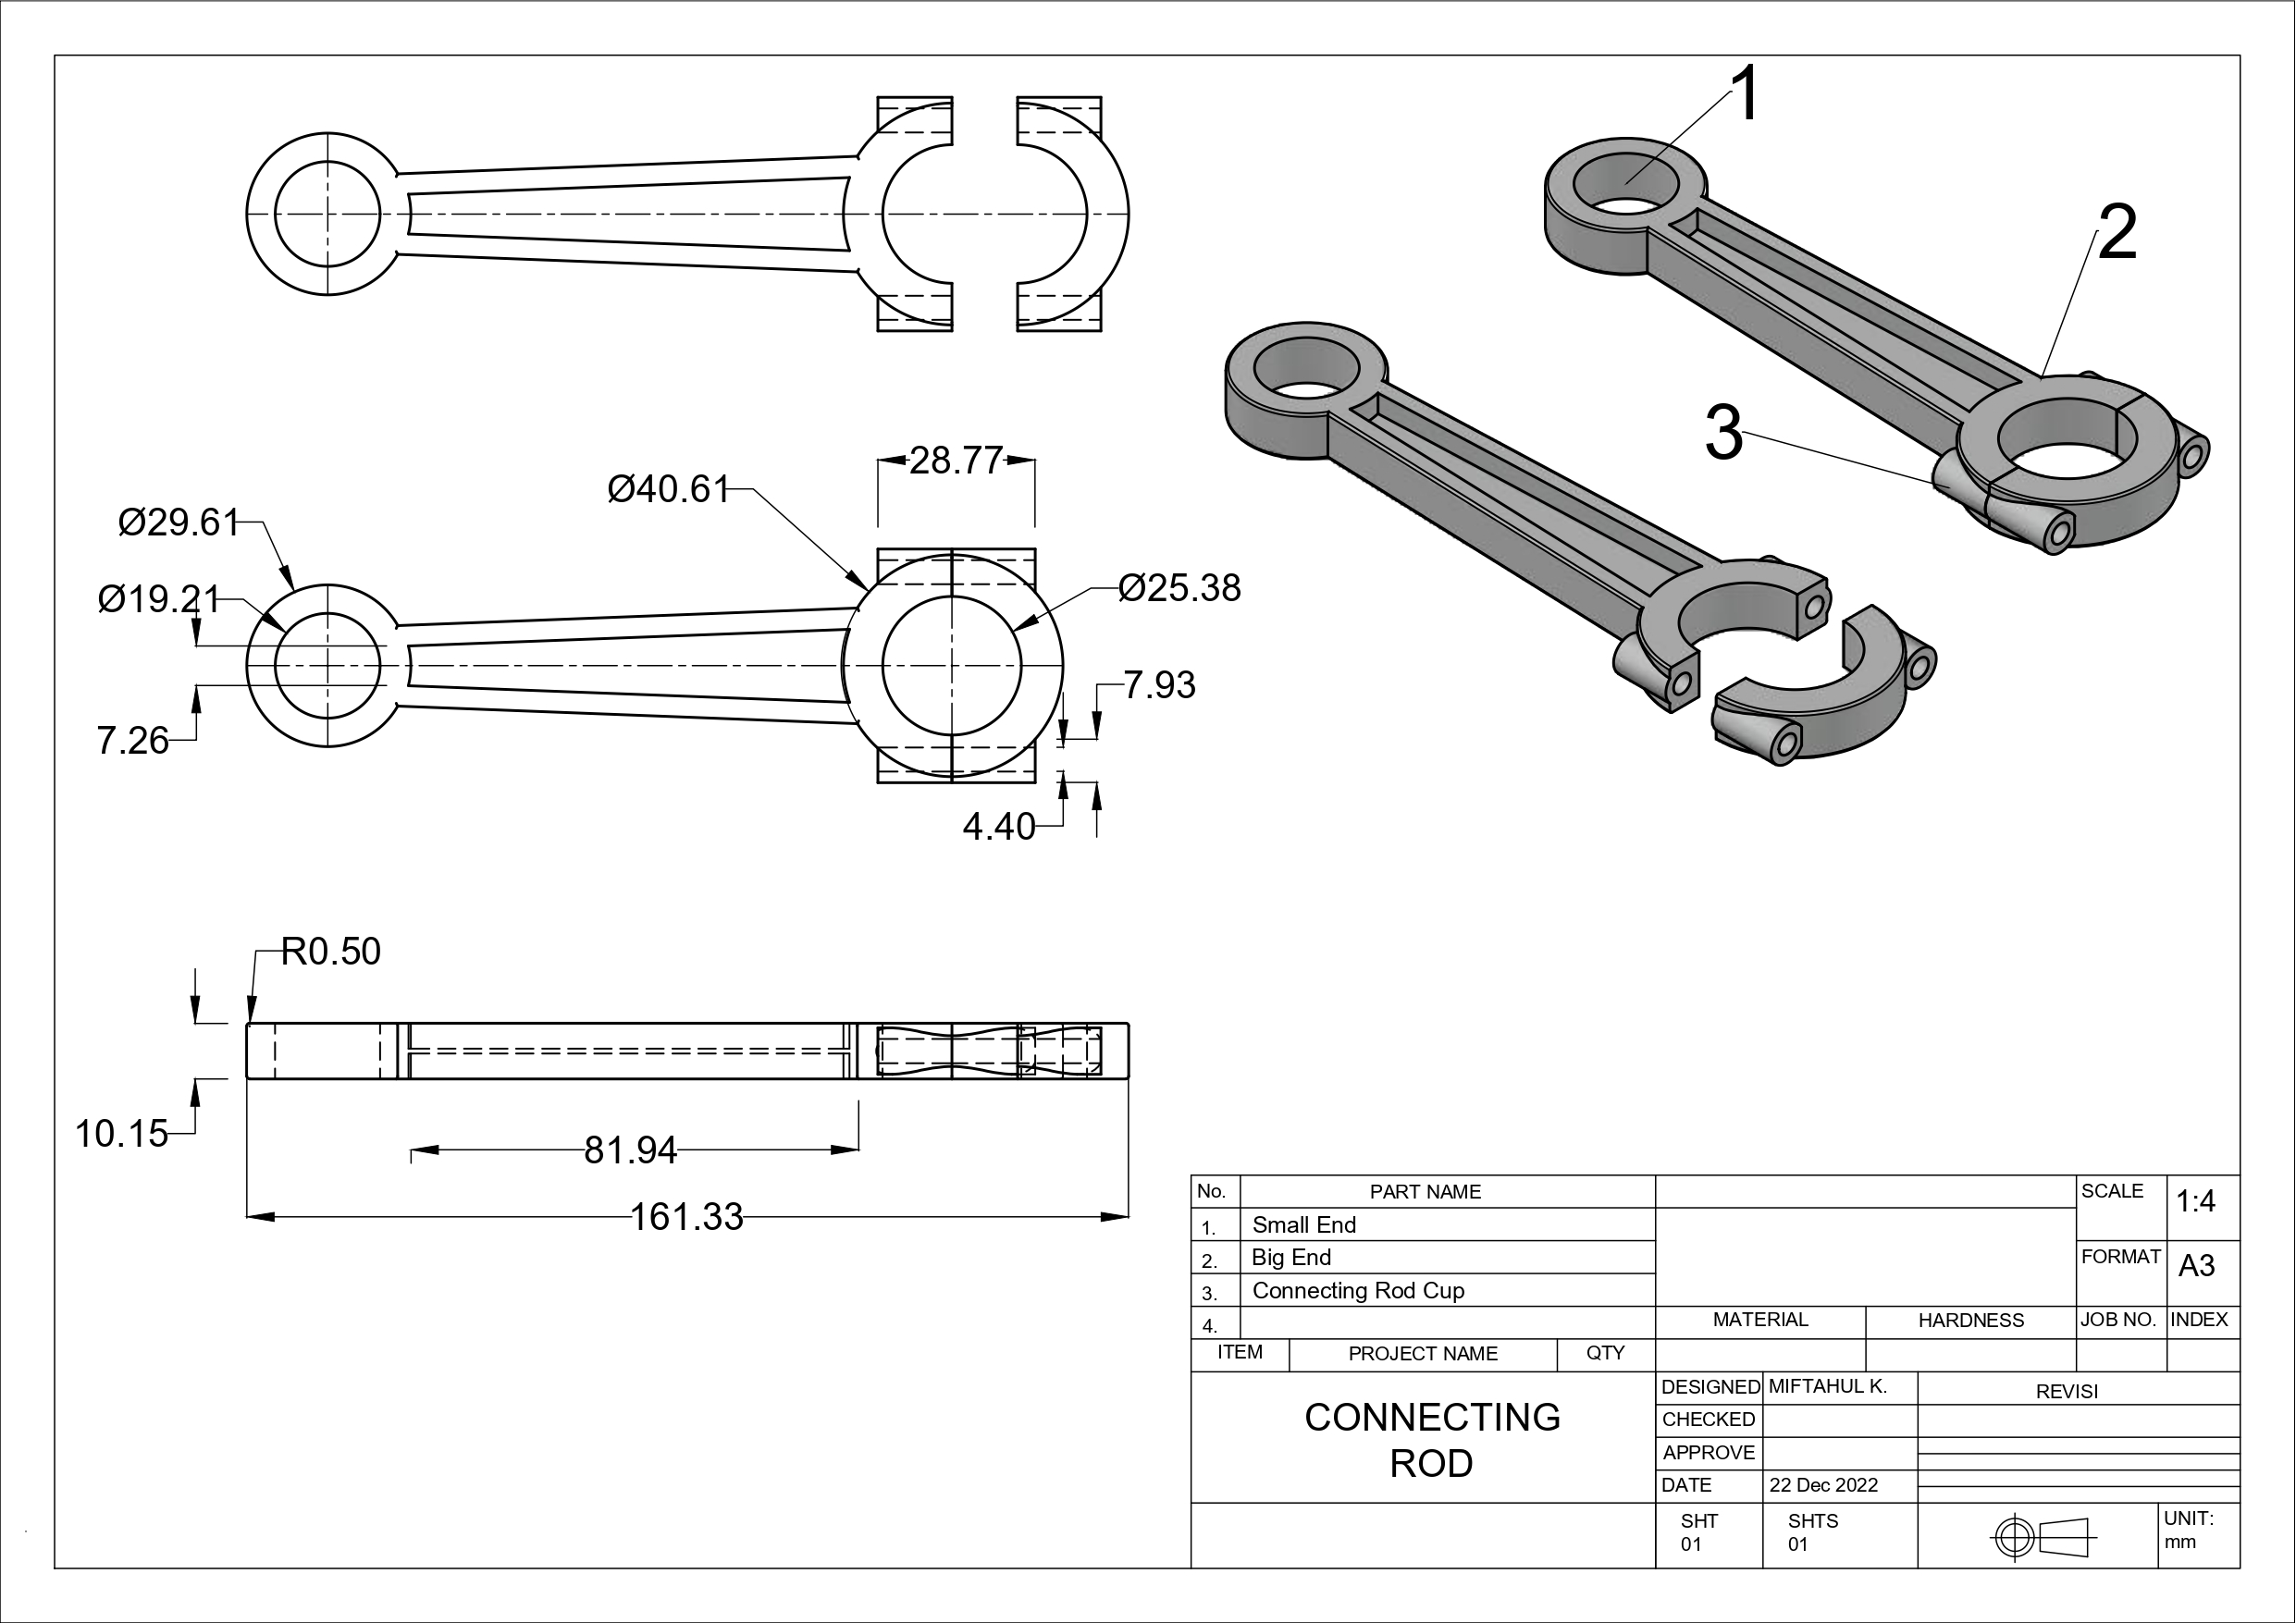 1
2
3
28.77
Ø40.61
Ø29.61
Ø19.21
Ø25.38
7.93
7.26
4.40
R0.50
10.15
81.94
161.33
No. PART NAME
1. Small End
2. Big End
3. Connecting Rod Cup
4.
ITEM PROJECT NAME QTY
CONNECTING
ROD
SCALE 1:4
FORMAT A3
MATERIAL HARDNESS JOB NO. INDEX
DESIGNED MIFTAHUL K. REVISI
CHECKED
APPROVE
DATE 22 Dec 2022
SHT SHTS UNIT:
01 01 mm